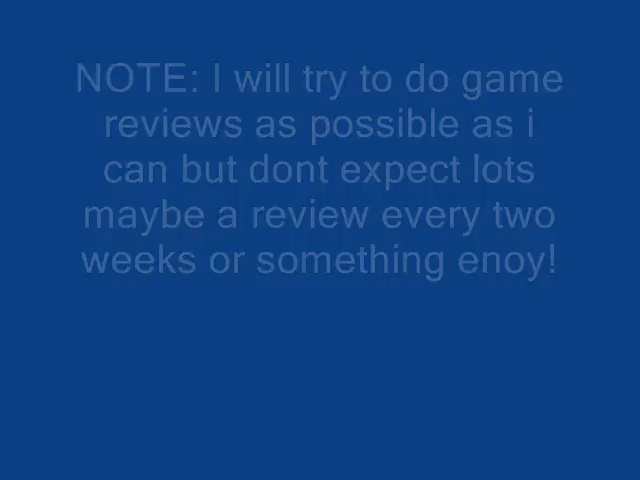 NOTE: I will try to do game
reviews as possible as i
can but dont expect lots
maybe a review every two
weeks or something enoy!